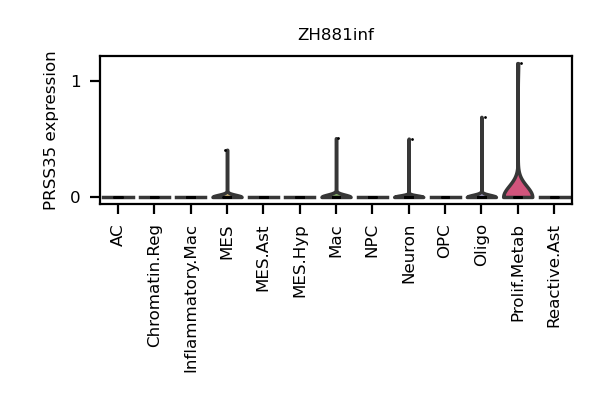 ZH881inf
PRSS35 expression
1
0
AC
Chromatin.Reg
Inflammatory.Mac
MES
MES.Ast
MES.Hyp
Mac
NPC
Neuron
OPC
Oligo
Prolif.Metab
Reactive.Ast